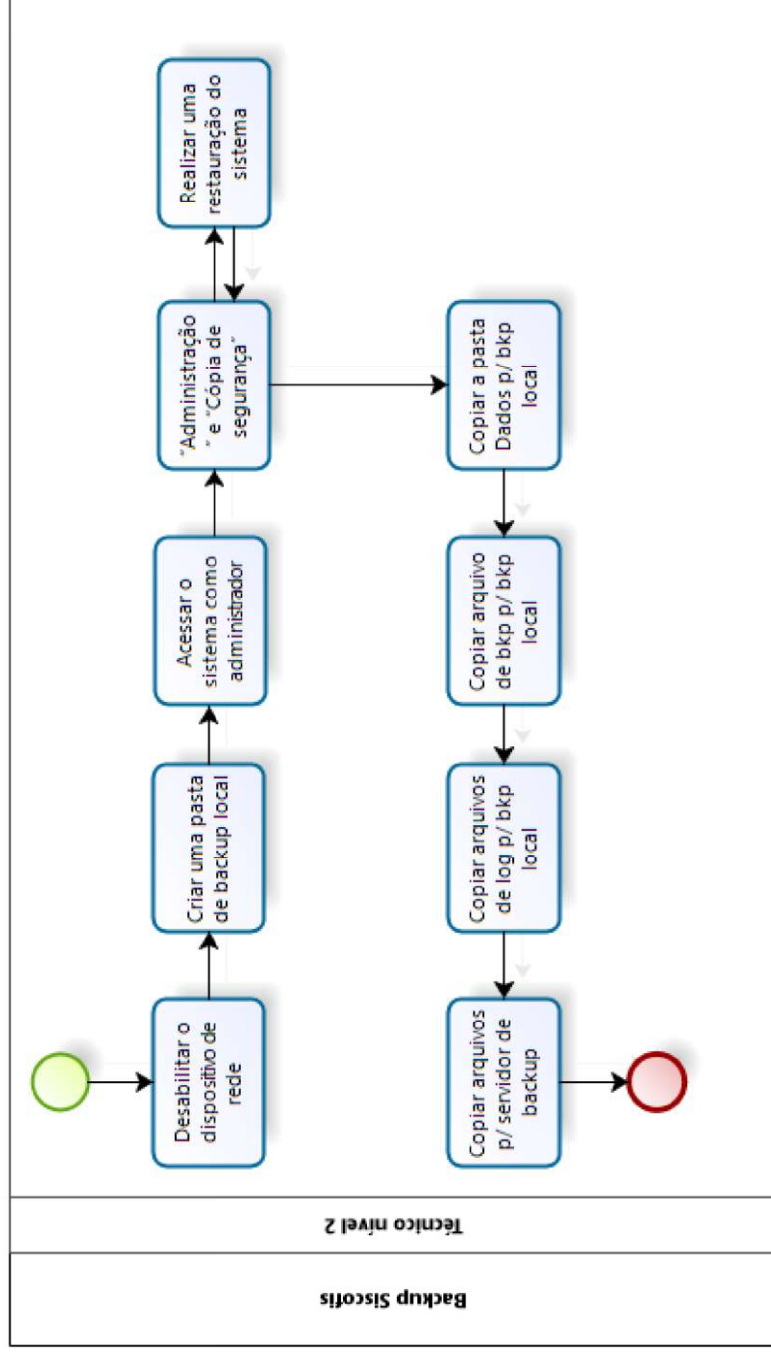 Backup Siscofis
Técnico nível 2
Desabilitar o
dispositivo de
rede
Criar uma pasta
de backup local
Acessar o
sistema como
administrador
"Administração
" e "Cópia de
segurança"
Realizar uma
restauração do
sistema
Copiar a pasta
Dados p/ bkp
local
Copiar arquivo
de bkp p/ bkp
local
Copiar arquivos
de log p/ bkp
local
Copiar arquivos
p/ servidor de
backup